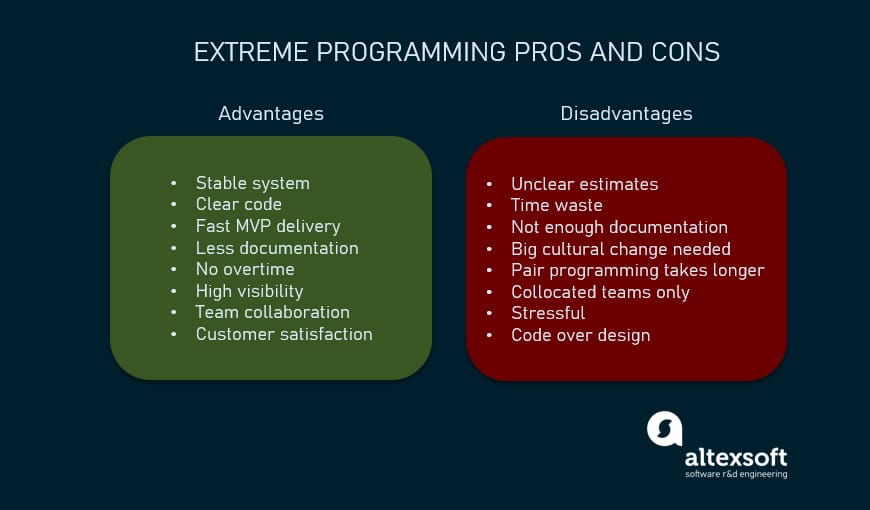 EXTREME PROGRAMMING PROS AND CONS
Advantages
• Stable system
• Clear code
• Fast MVP delivery
• Less documentation
• No overtime
• High visibility
• Team collaboration
• Customer satisfaction
Disadvantages
• Unclear estimates
• Time waste
• Not enough documentation
• Big cultural change needed
• Pair programming takes longer
• Collocated teams only
• Stressful
• Code over design
altexsoft
software r&d engineering